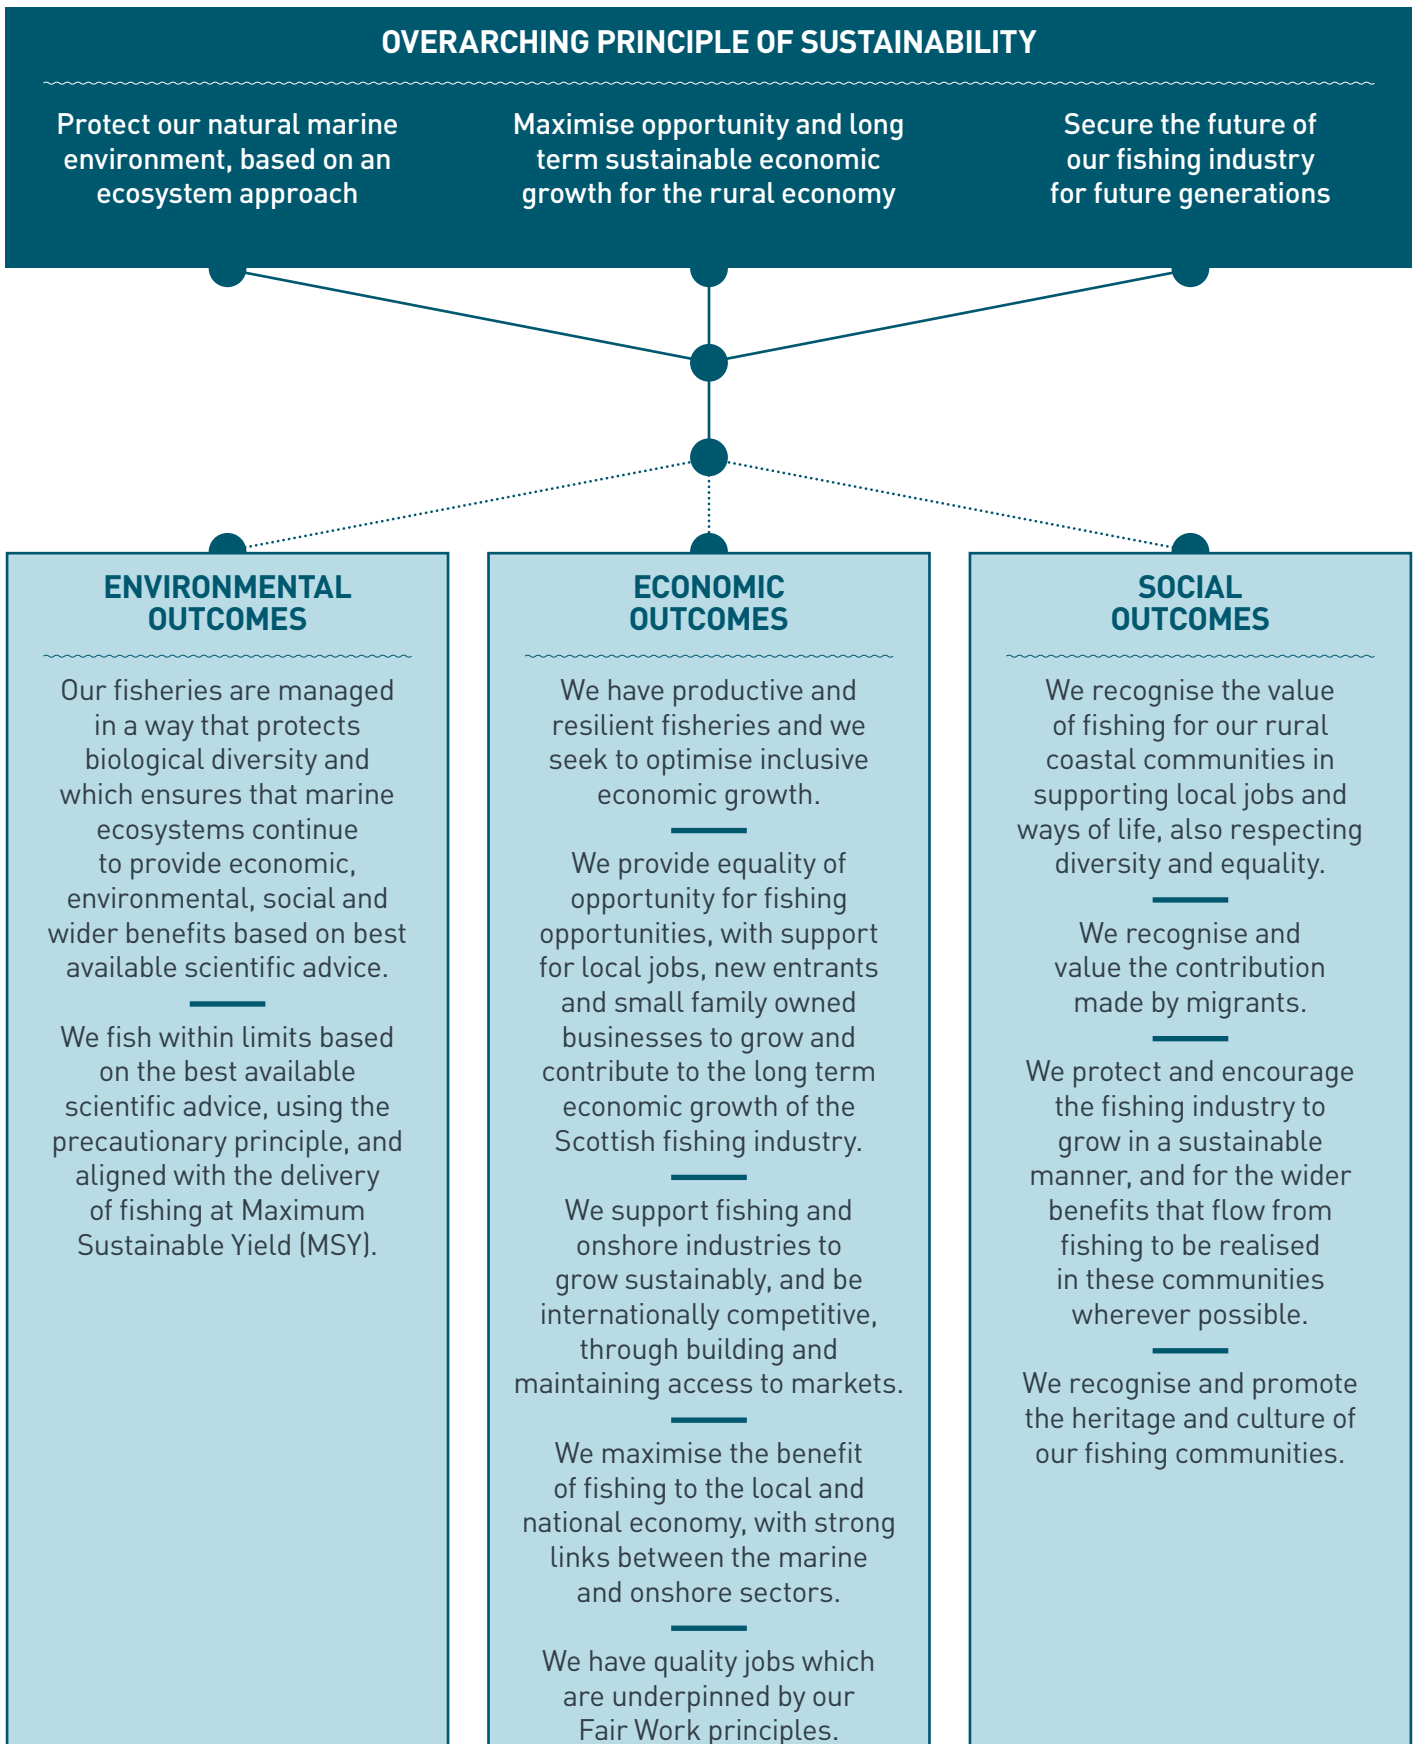 OVERARCHING PRINCIPLE OF SUSTAINABILITY
Protect our natural marine
environment, based on an
ecosystem approach
Maximise opportunity and long
term sustainable economic
growth for the rural economy
Secure the future of
our fishing industry
for future generations
ENVIRONMENTAL
OUTCOMES
Our fisheries are managed
in a way that protects
biological diversity and
which ensures that marine
ecosystems continue
to provide economic,
environmental, social and
wider benefits based on best
available scientific advice.
We fish within limits based
on the best available
scientific advice, using the
precautionary principle, and
aligned with the delivery
of fishing at Maximum
Sustainable Yield (MSY).
ECONOMIC
OUTCOMES
We have productive and
resilient fisheries and we
seek to optimise inclusive
economic growth.
We provide equality of
opportunity for fishing
opportunities, with support
for local jobs, new entrants
and small family owned
businesses to grow and
contribute to the long term
economic growth of the
Scottish fishing industry.
We support fishing and
onshore industries to
grow sustainably, and be
internationally competitive,
through building and
maintaining access to markets.
We maximise the benefit
of fishing to the local and
national economy, with strong
links between the marine
and onshore sectors.
We have quality jobs which
are underpinned by our
Fair Work principles.
SOCIAL
OUTCOMES
We recognise the value
of fishing for our rural
coastal communities in
supporting local jobs and
ways of life, also respecting
diversity and equality.
We recognise and
value the contribution
made by migrants.
We protect and encourage
the fishing industry to
grow in a sustainable
manner, and for the wider
benefits that flow from
fishing to be realised
in these communities
wherever possible.
We recognise and promote
the heritage and culture of
our fishing communities.